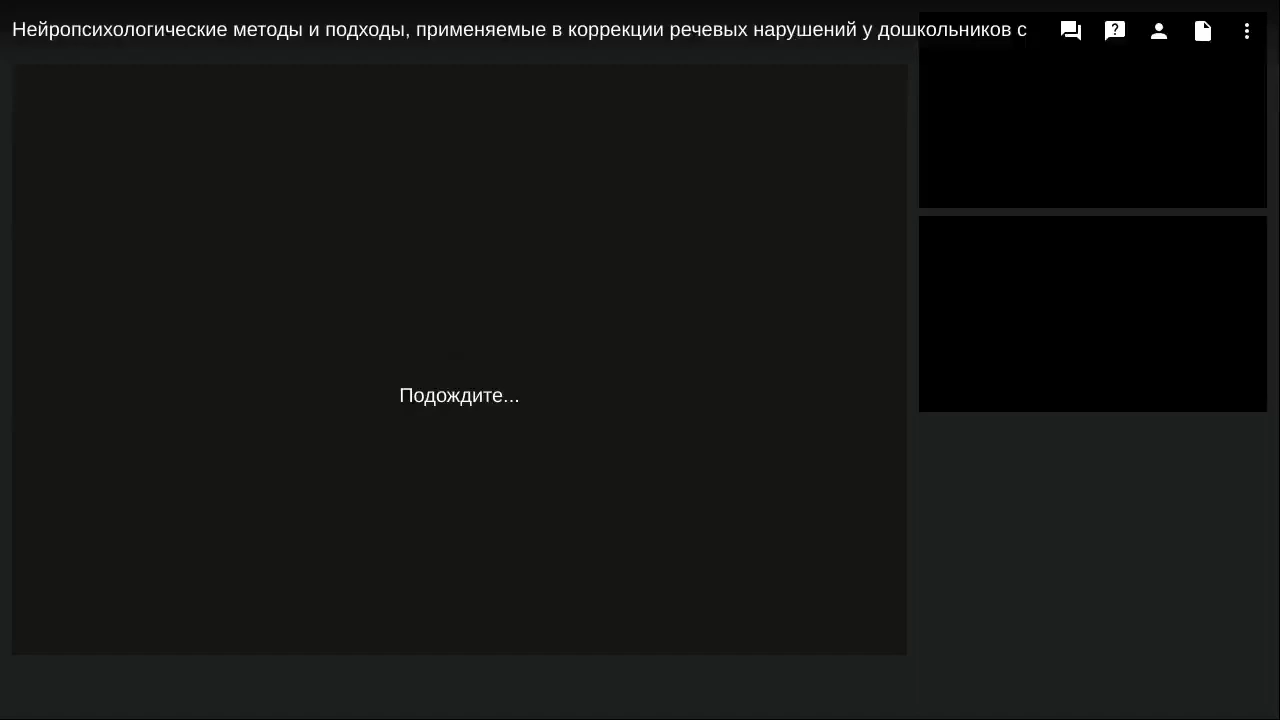 Нейропсихологические методы и подходы, применяемые в коррекции речевых нарушений у дошкольников с
Подождите...